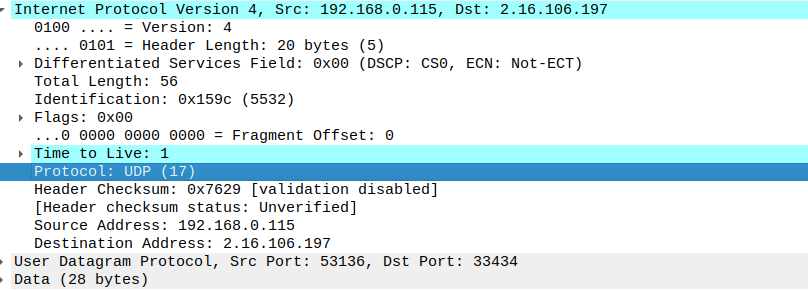 Internet Protocol Version 4, Src: 192.168.0.115, Dst: 2.16.106.197
0100 .... = Version: 4
.... 0101 = Header Length: 20 bytes (5)
Differentiated Services Field: 0x00 (DSCP: CS0, ECN: Not-ECT)
Total Length: 56
Identification: 0x159c (5532)
Flags: 0x00
...0 0000 0000 0000 = Fragment Offset: 0
Time to Live: 1
Protocol: UDP (17)
Header Checksum: 0x7629 [validation disabled]
[Header checksum status: Unverified]
Source Address: 192.168.0.115
Destination Address: 2.16.106.197
User Datagram Protocol, Src Port: 53136, Dst Port: 33434
Data (28 bytes)